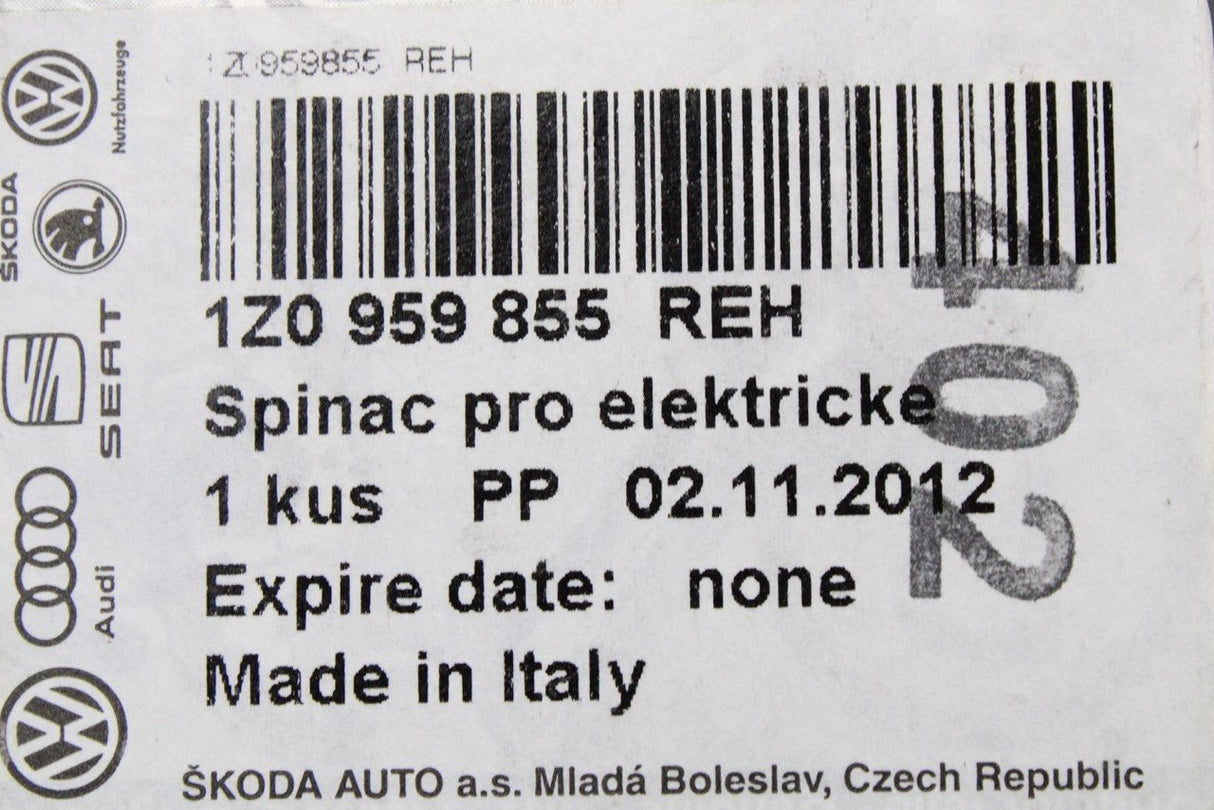 1Z0959855 REH
1Z0 959 855 REH
Spinac pro elektricke
1 kus PP 02.11.2012
Expire date: none
Made in Italy
ŠKODA AUTO a.s. Mladá Boleslav, Czech Republic
402
Nutzfahrzeuge
ŠKODA
SEAT
Audi